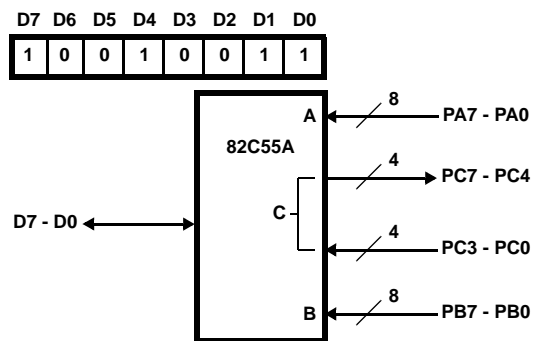 D7 D6 D5 D4 D3 D2 D1 D0
1 0 0 1 0 0 1 1
8
A PA7 - PA0
82C55A
4
PC7 - PC4
C
D7 - D0
4
PC3 - PC0
8
B PB7 - PB0